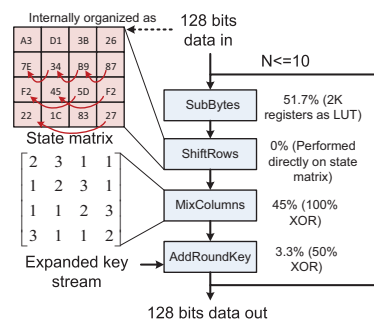 Internally organized as
128 bits
data in
A3 D1 3B 26
7E 34 B9 87
F2 45 5D F2
22 1C 83 27
State matrix
N<=10
SubBytes
51.7% (2K
registers as LUT)
ShiftRows
0% (Performed
directly on state
matrix)
2 3 1 1
1 2 3 1
1 1 2 3
3 1 1 2
MixColumns
45% (100%
XOR)
Expanded key
stream
AddRoundKey
3.3% (50%
XOR)
128 bits data out